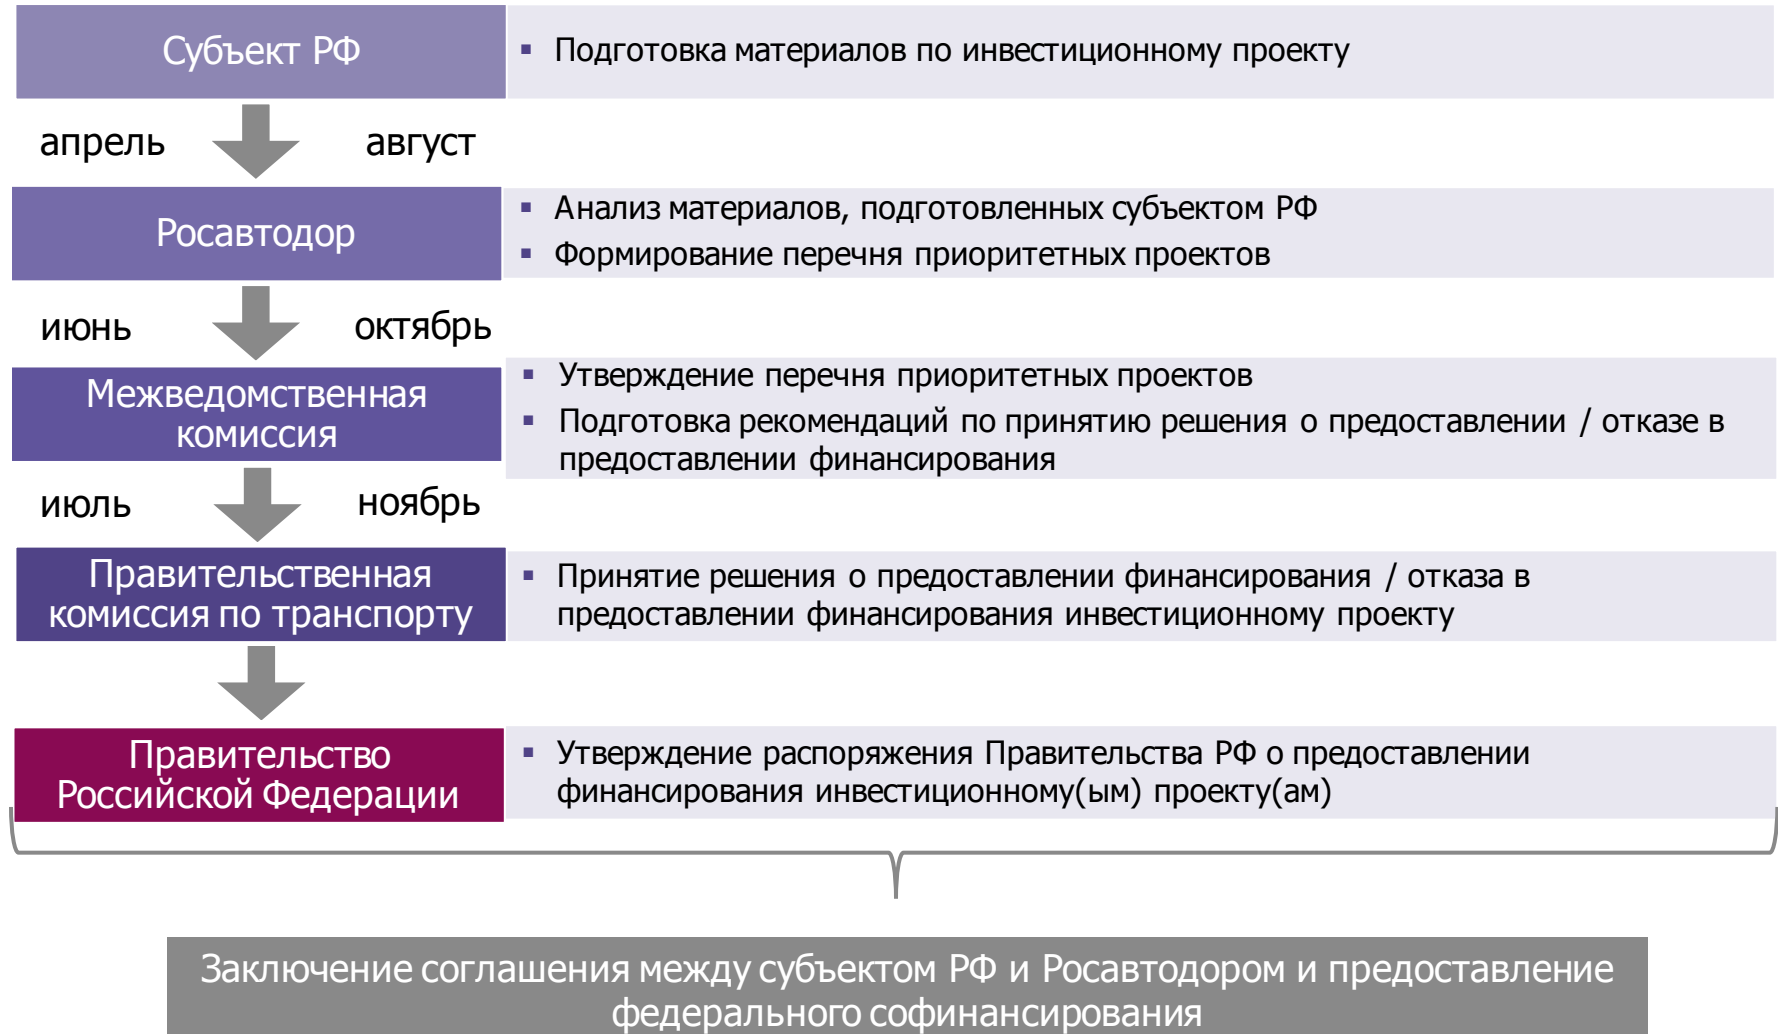 Субъект РФ
▪ Подготовка материалов по инвестиционному проекту
апрель август
Росавтодор
▪ Анализ материалов, подготовленных субъектом РФ
▪ Формирование перечня приоритетных проектов
июнь октябрь
Межведомственная
комиссия
▪ Утверждение перечня приоритетных проектов
▪ Подготовка рекомендаций по принятию решения о предоставлении / отказе в
предоставлении финансирования
июль ноябрь
Правительственная
комиссия по транспорту
▪ Принятие решения о предоставлении финансирования / отказа в
предоставлении финансирования инвестиционному проекту
Правительство
Российской Федерации
▪ Утверждение распоряжения Правительства РФ о предоставлении
финансирования инвестиционному(ым) проекту(ам)
Заключение соглашения между субъектом РФ и Росавтодором и предоставление
федерального софинансирования